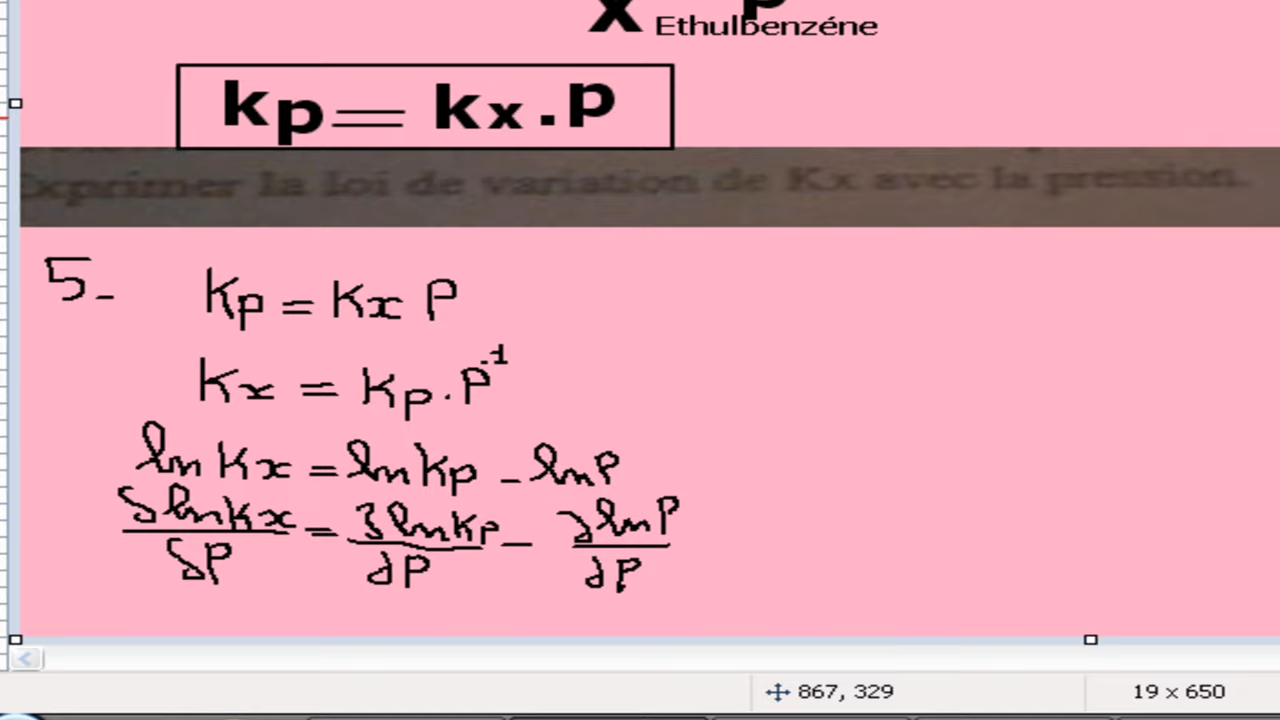 x p
Ethulbenzéne
kp = kx . p
Exprimer la loi de variation de Kx avec la pression.
5- Kp = Kx P
Kx = Kp . P⁻¹
ln Kx = ln Kp - ln P
∂ ln Kx / ∂P = ∂ ln Kp / ∂P - ∂ ln P / ∂P
867, 329 19 x 650